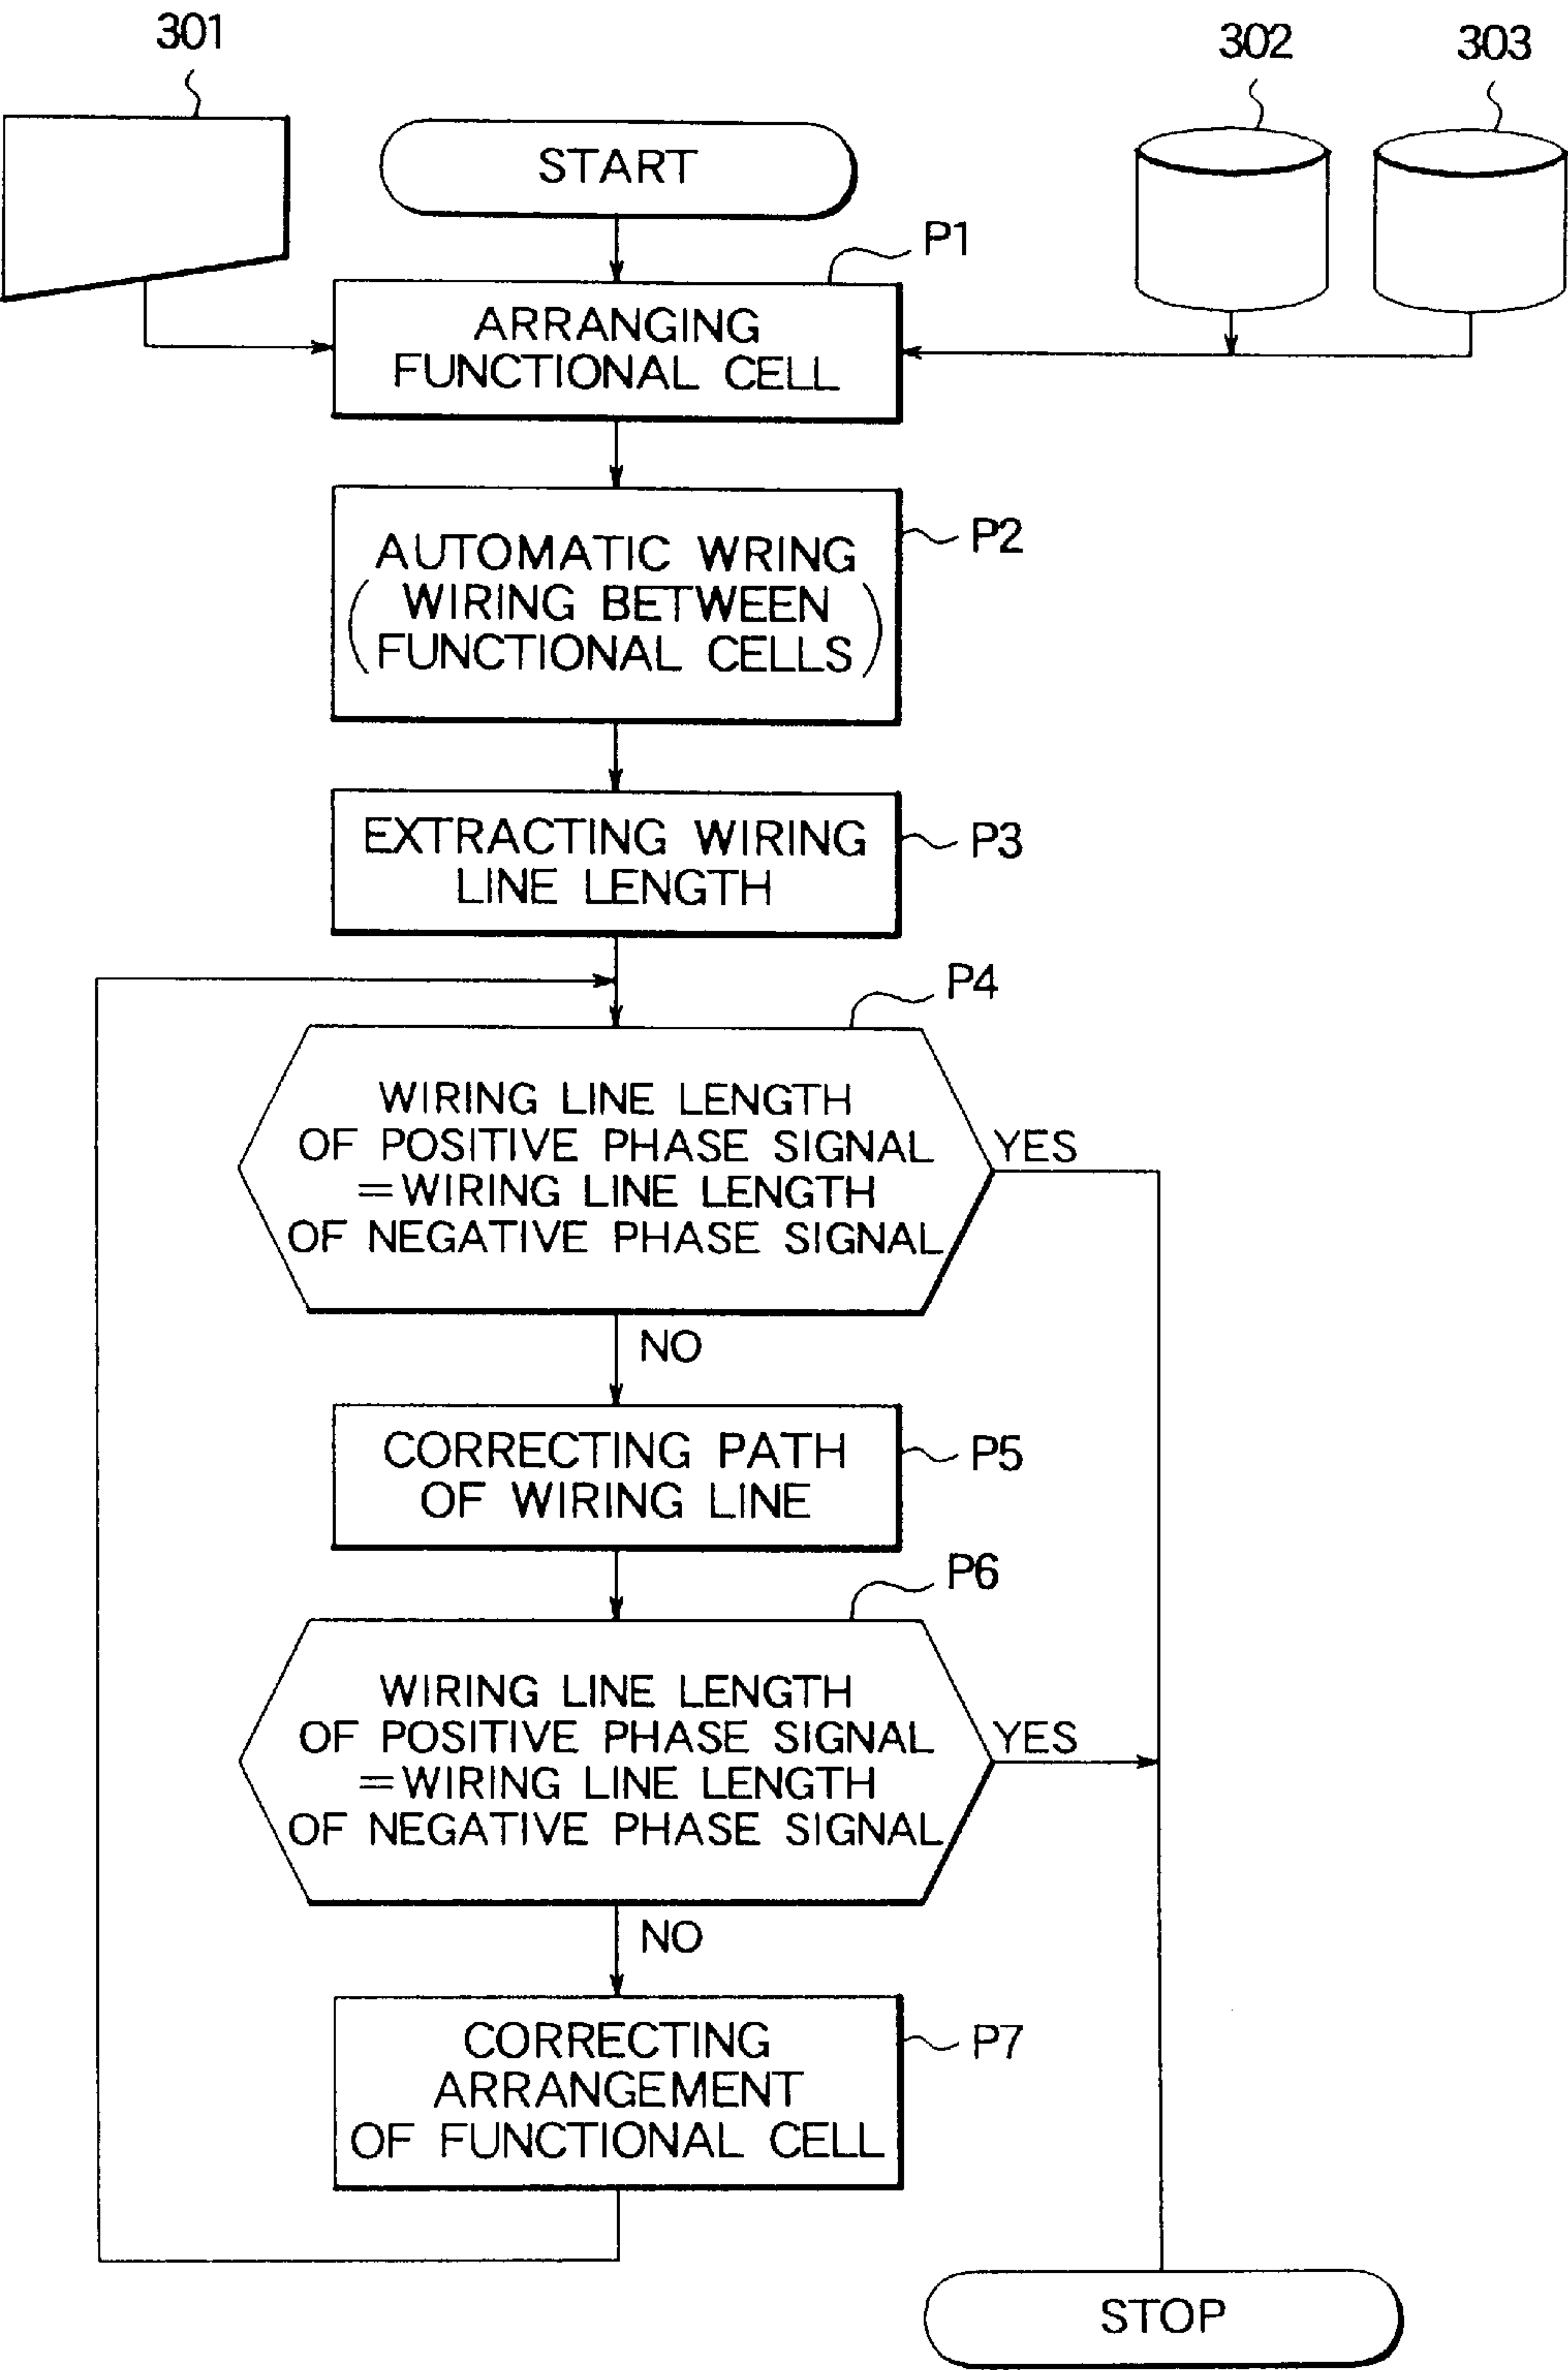 301
302
303
START
P1
ARRANGING
FUNCTIONAL CELL
P2
AUTOMATIC WRING
(WIRING BETWEEN
FUNCTIONAL CELLS)
P3
EXTRACTING WIRING
LINE LENGTH
P4
WIRING LINE LENGTH
OF POSITIVE PHASE SIGNAL
=WIRING LINE LENGTH
OF NEGATIVE PHASE SIGNAL
YES
NO
CORRECTING PATH
OF WIRING LINE
P5
P6
WIRING LINE LENGTH
OF POSITIVE PHASE SIGNAL
=WIRING LINE LENGTH
OF NEGATIVE PHASE SIGNAL
YES
NO
CORRECTING
ARRANGEMENT
OF FUNCTIONAL CELL
P7
STOP